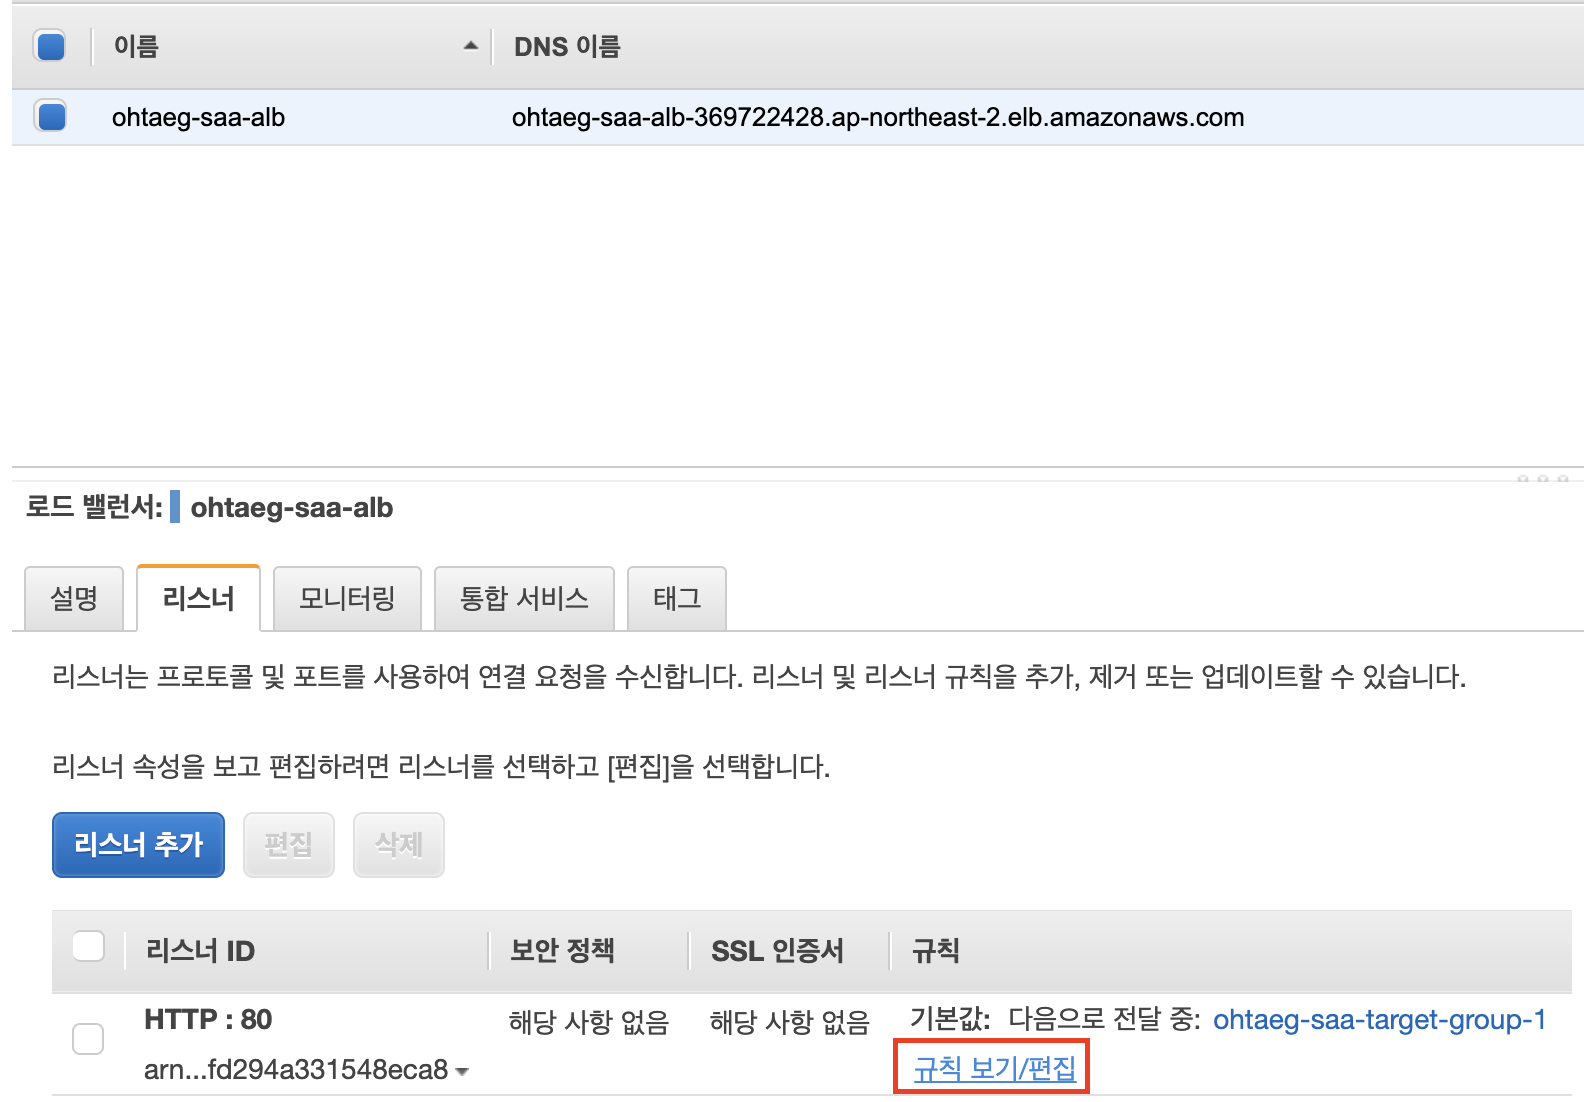 이름
DNS 이름
ohtaeg-saa-alb
ohtaeg-saa-alb-369722428.ap-northeast-2.elb.amazonaws.com
로드 밸런서: ohtaeg-saa-alb
설명
리스너
모니터링
통합 서비스
태그
리스너는 프로토콜 및 포트를 사용하여 연결 요청을 수신합니다. 리스너 및 리스너 규칙을 추가, 제거 또는 업데이트할 수 있습니다.
리스너 속성을 보고 편집하려면 리스너를 선택하고 [편집]을 선택합니다.
리스너 추가
편집
삭제
리스너 ID
보안 정책
SSL 인증서
규칙
HTTP : 80
arn...fd294a331548eca8
해당 사항 없음
해당 사항 없음
기본값: 다음으로 전달 중: ohtaeg-saa-target-group-1
규칙 보기/편집